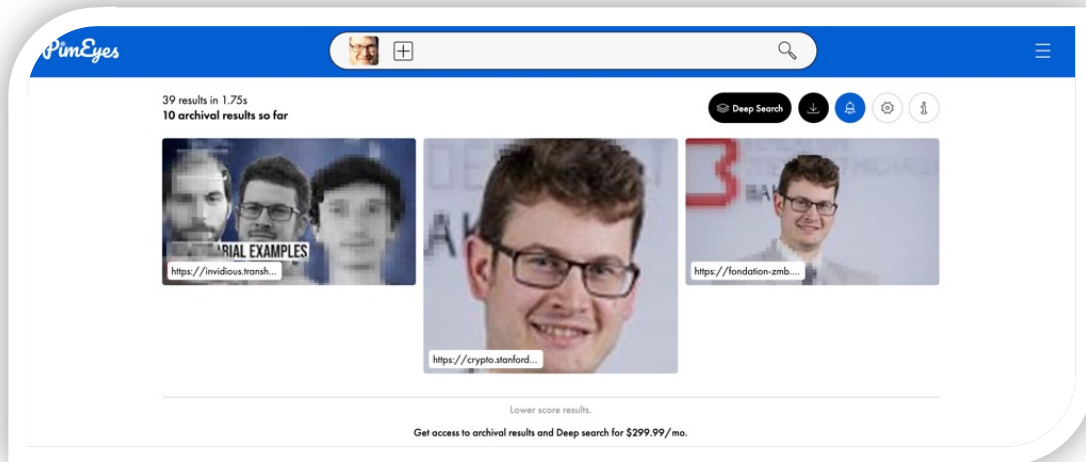 PimEyes
39 results in 1.75s
10 archival results so far
Deep Search
RIAL EXAMPLES
https://invidious.transh...
https://crypto.stanford...
3
https://fondation-zmb....
Lower score results.
Get access to archival results and Deep search for $299.99/mo.